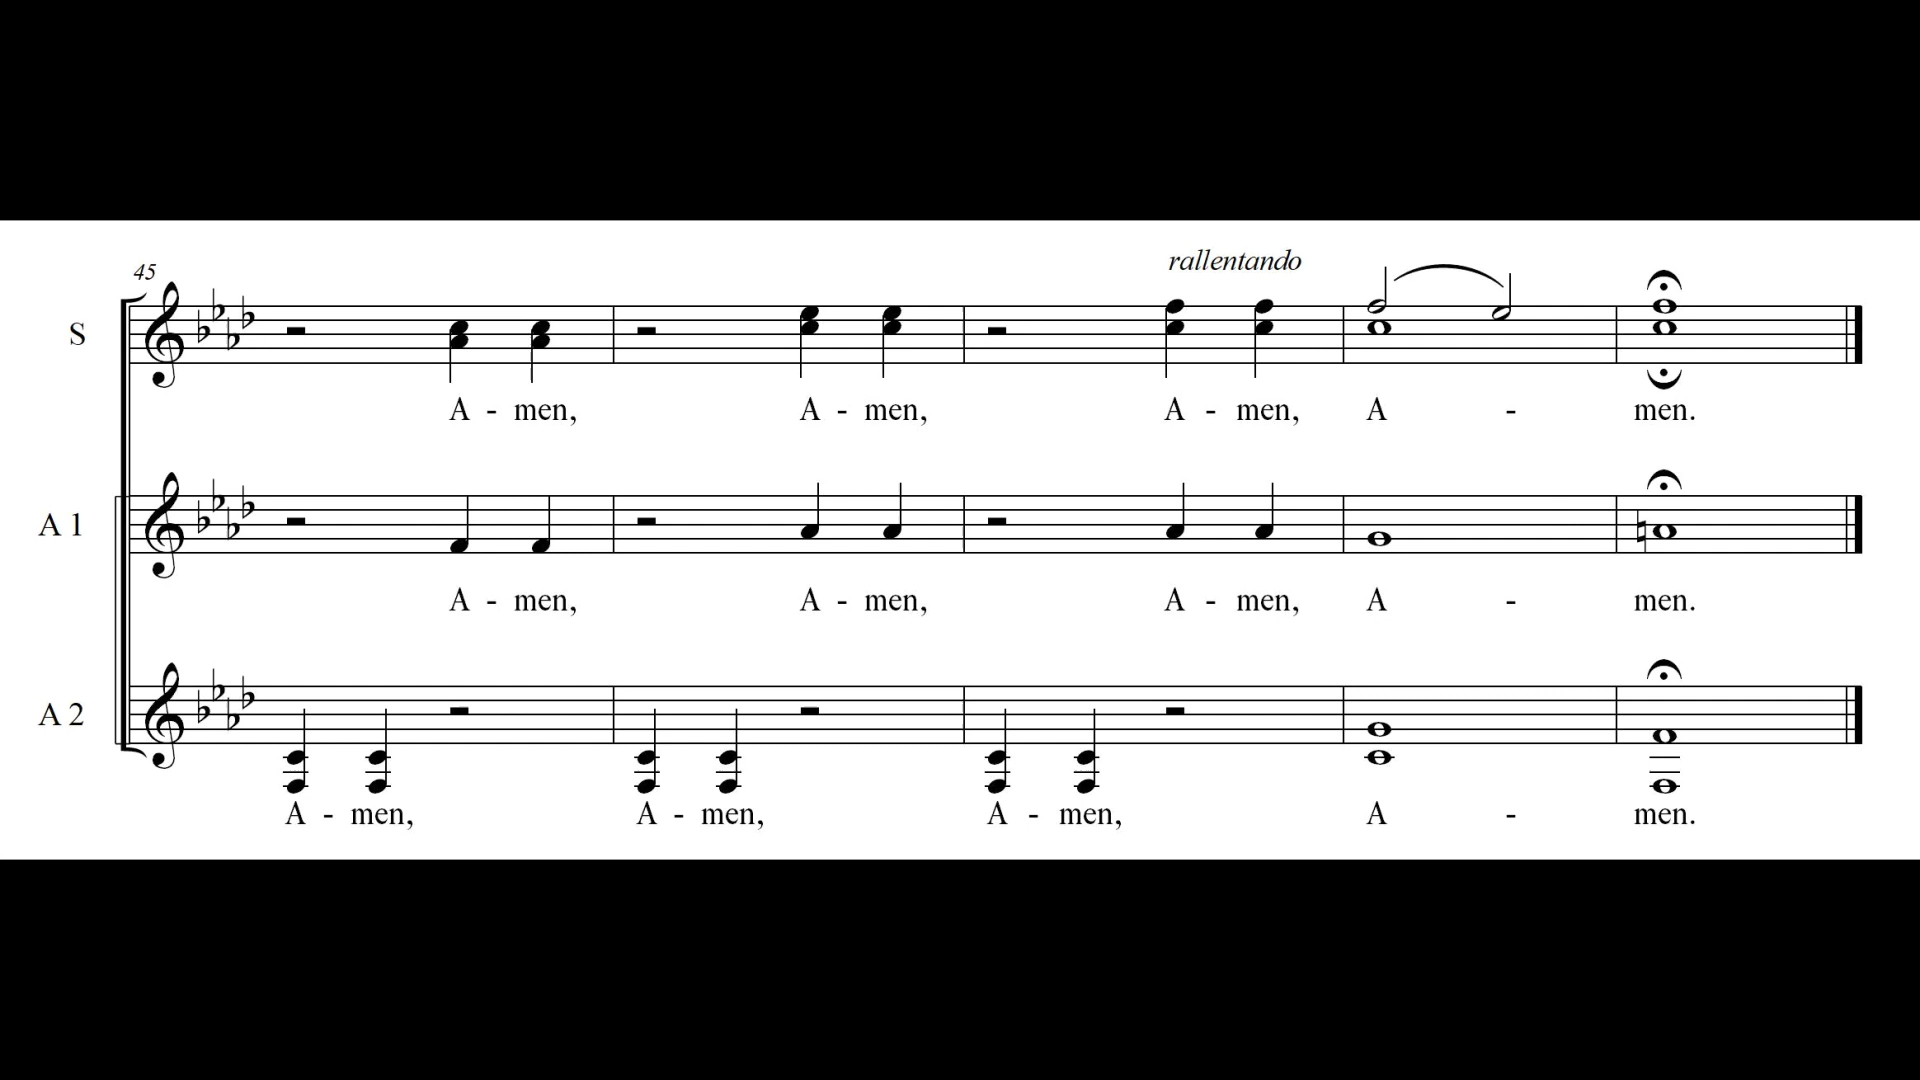 rallentando
45
S
A - men, A - men, A - men, A - men.
A 1
A - men, A - men, A - men, A - men.
A 2
A - men, A - men, A - men, A - men.